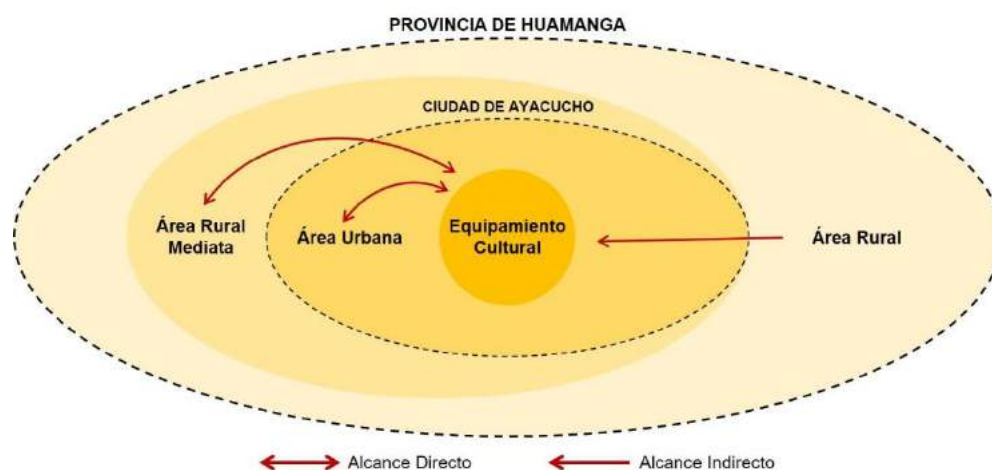 PROVINCIA DE HUAMANGA
CIUDAD DE AYACUCHO
Área Rural
Mediata
Área Urbana
Equipamiento
Cultural
Área Rural
Alcance Directo
Alcance Indirecto